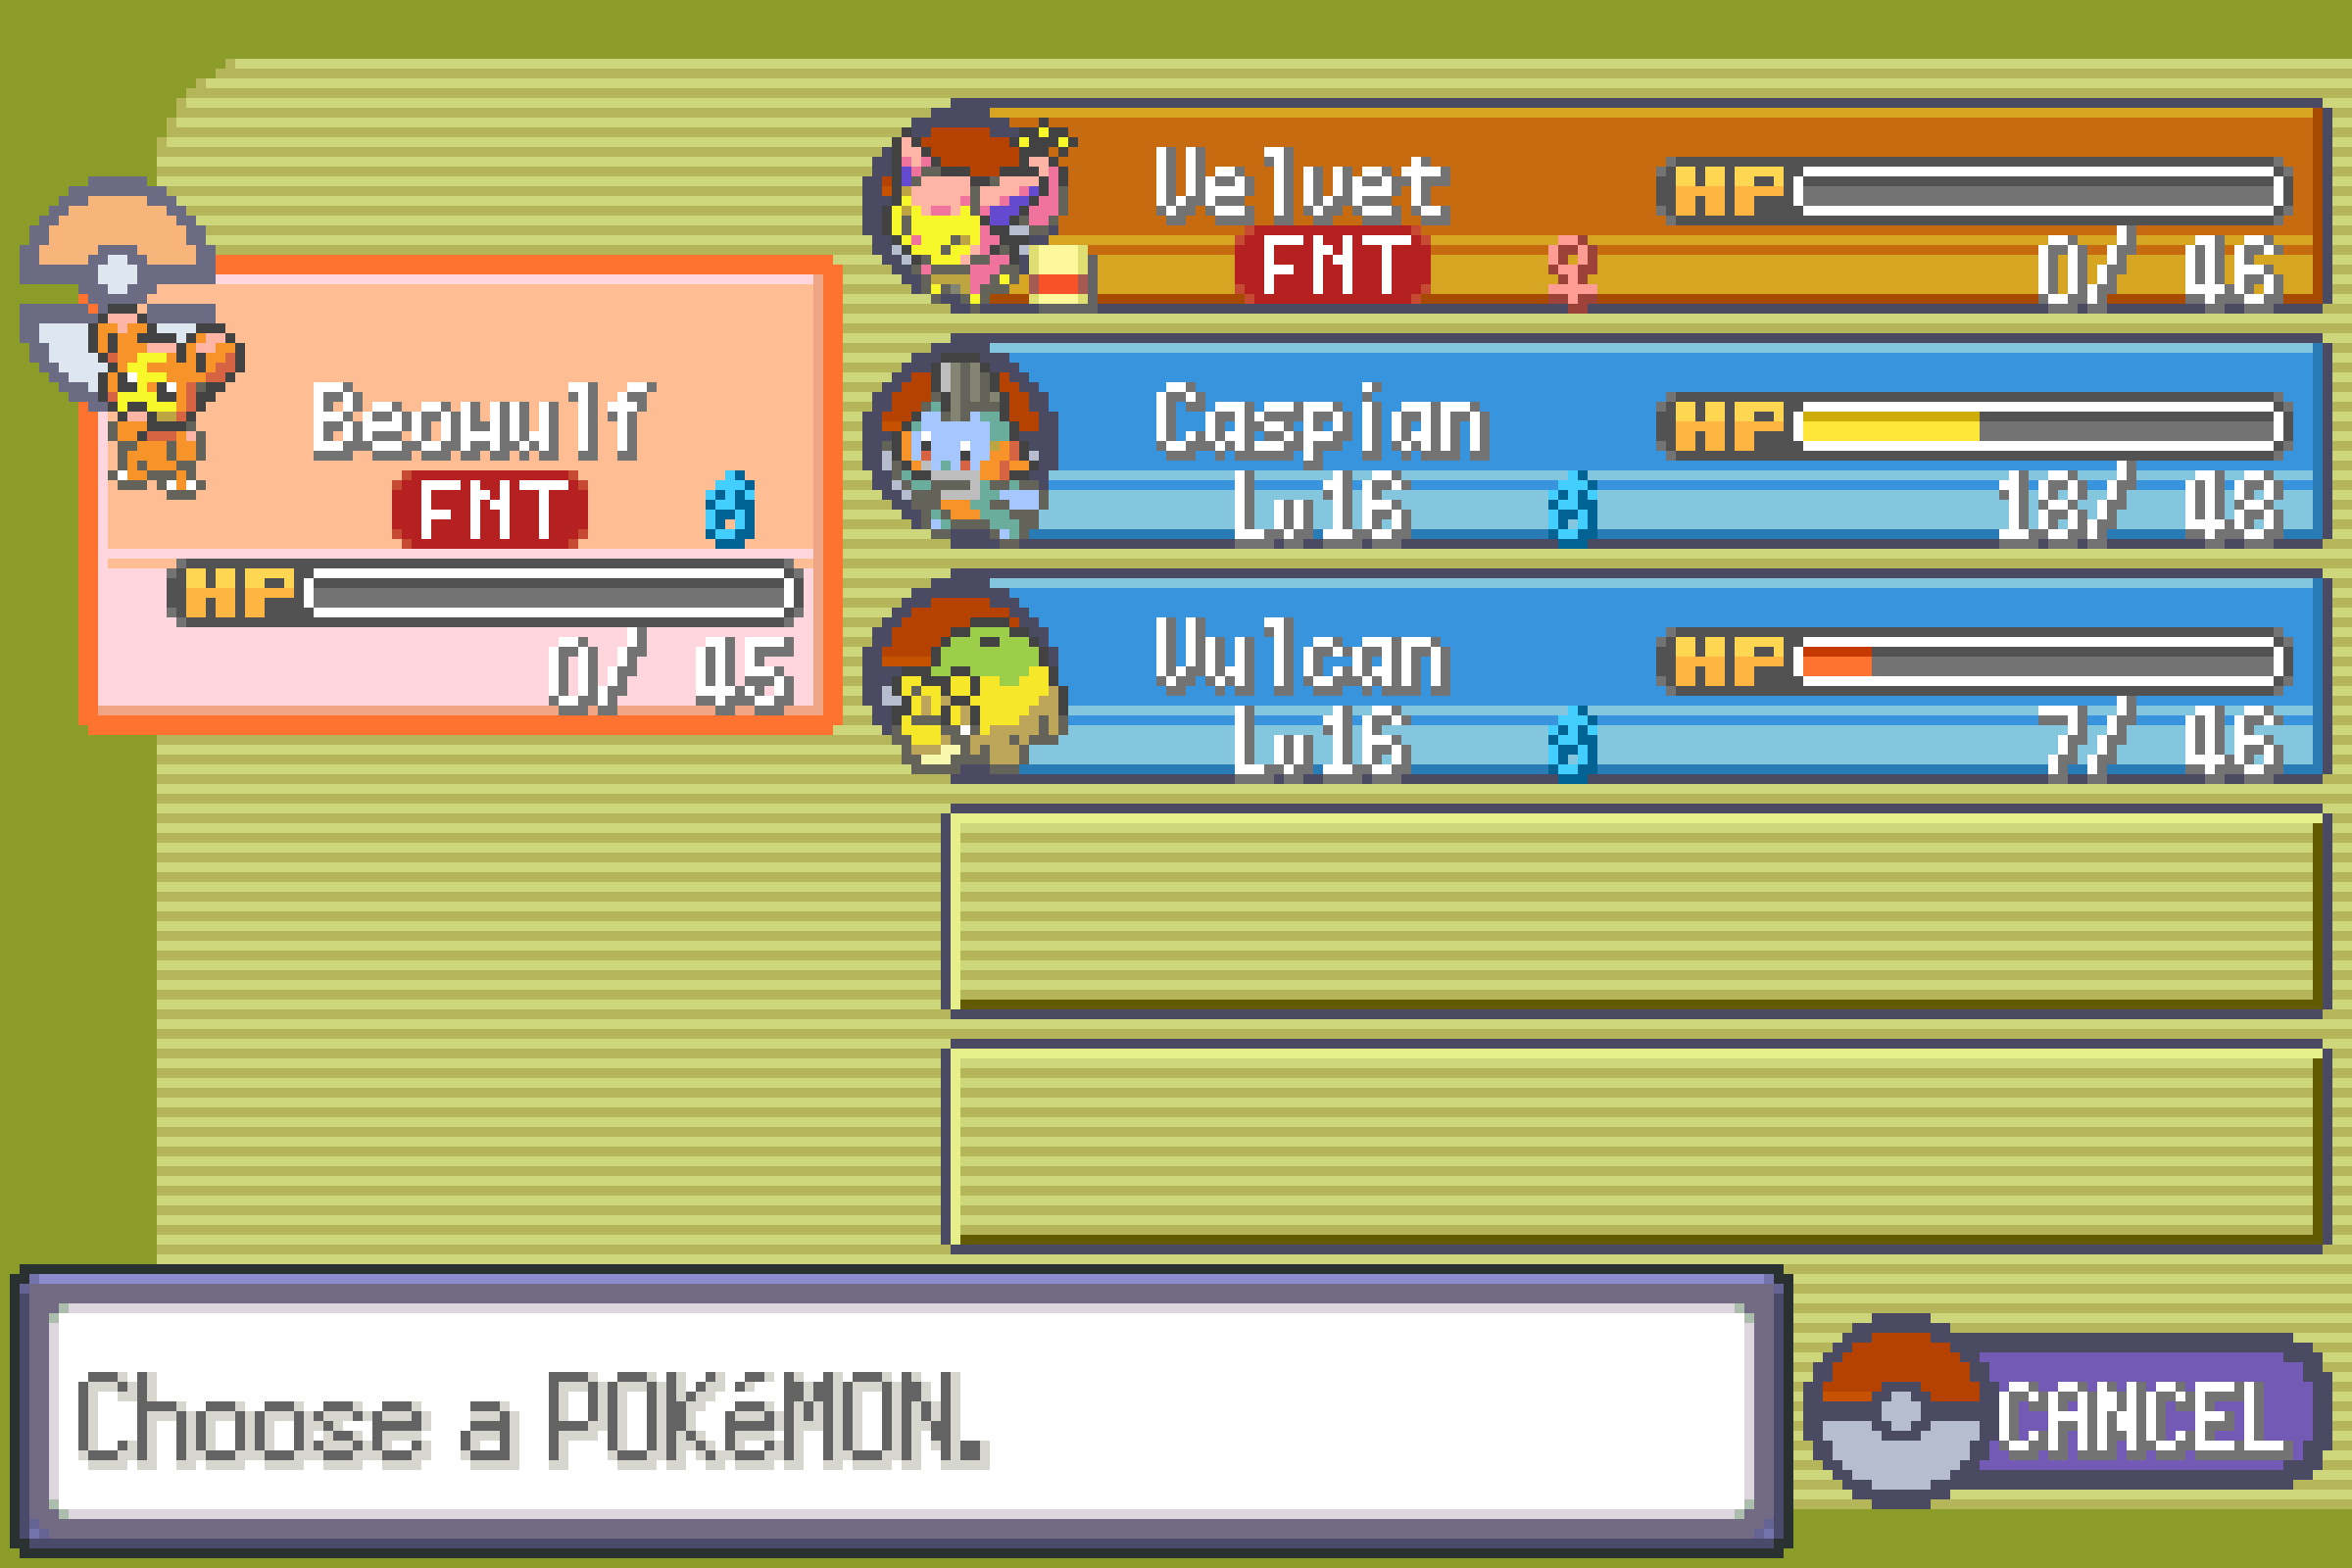 Beowulf
FNT ♂
HP
0/ 45
Velvet HP
FNT ♀ 0/ 46
Caspian HP
Lv16 ♂ 18/ 48
Vulcan HP
Lv16 ♂ 7/ 46
Choose a POKéMON.
CANCEL